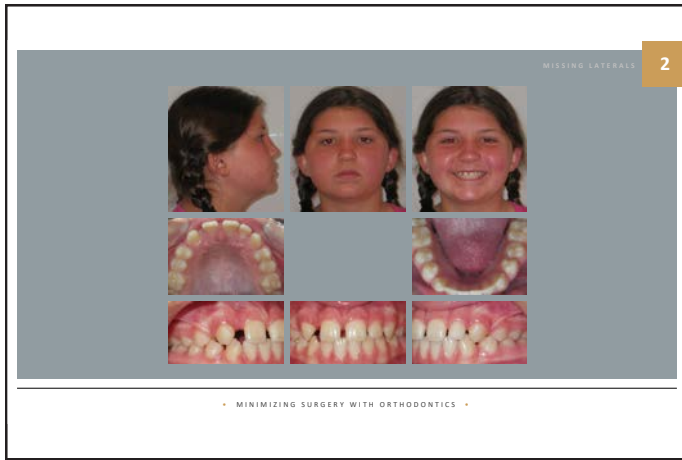 MISSING LATERALS
2
• MINIMIZING SURGERY WITH ORTHODONTICS •